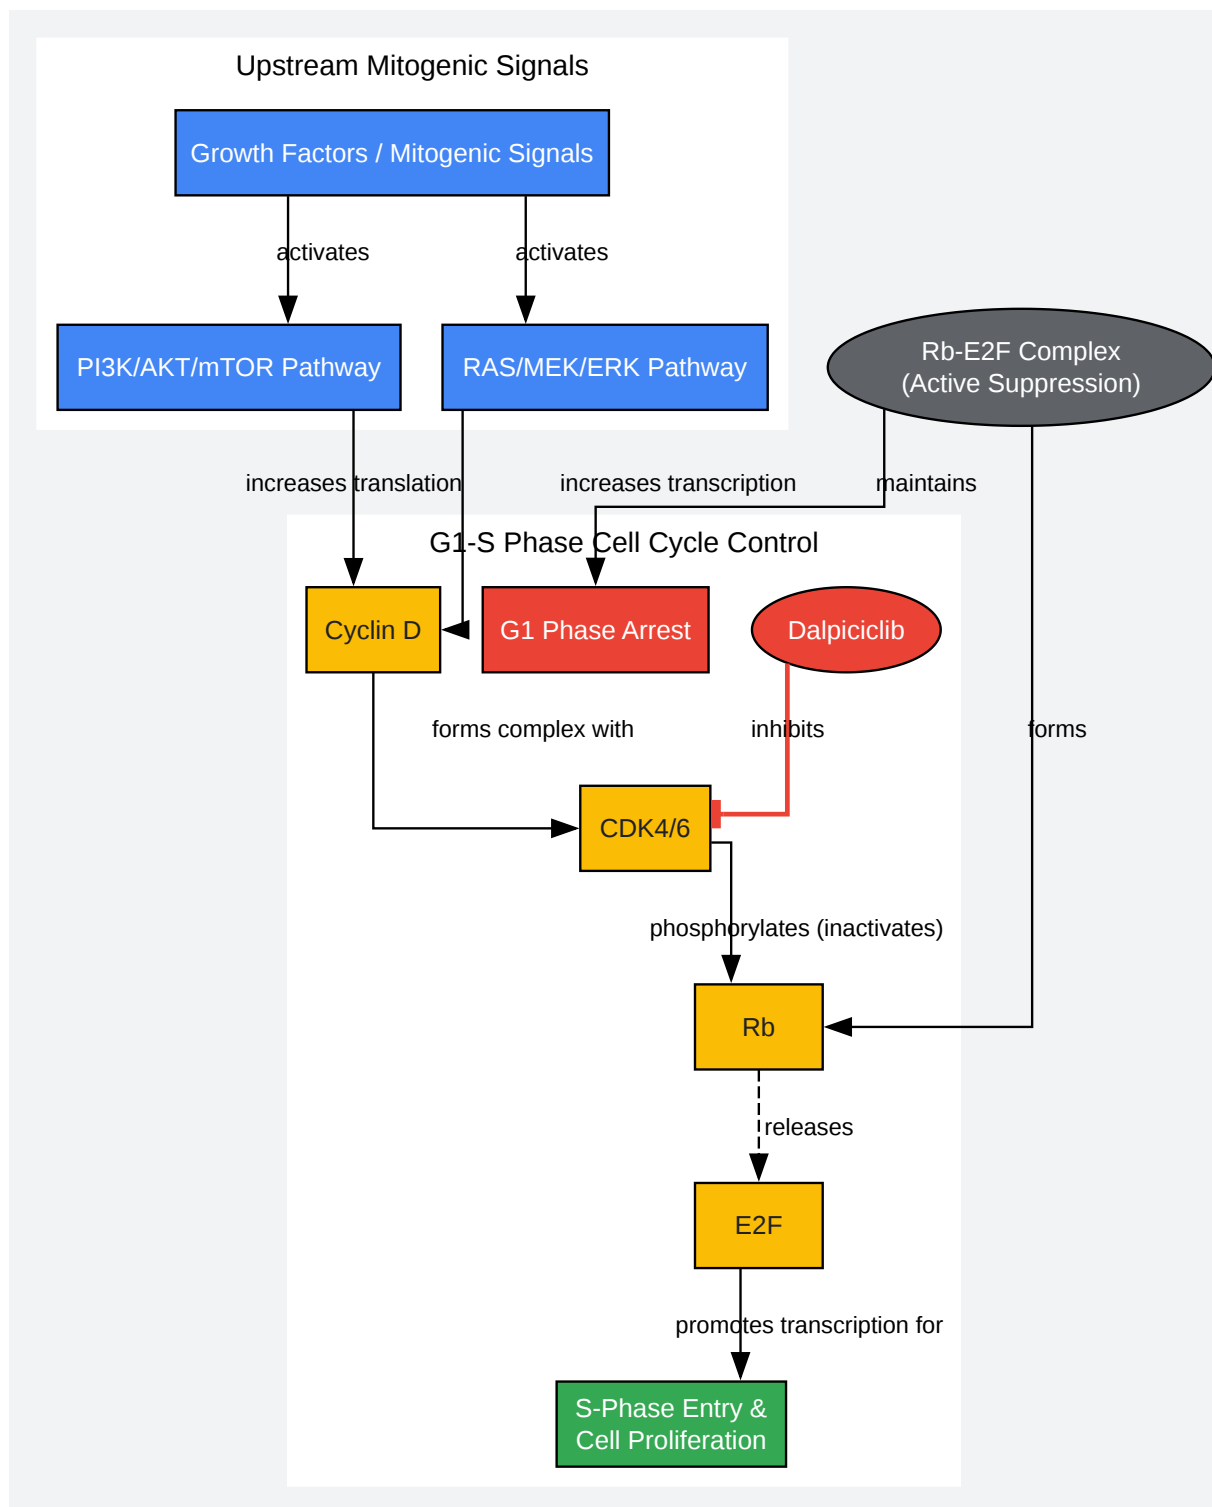 Upstream Mitogenic Signals
Growth Factors / Mitogenic Signals
activates
activates
PI3K/AKT/mTOR Pathway
RAS/MEK/ERK Pathway
Rb-E2F Complex
(Active Suppression)
increases translation
increases transcription
maintains
G1-S Phase Cell Cycle Control
Cyclin D
G1 Phase Arrest
Dalpiciclib
forms complex with
inhibits
forms
CDK4/6
phosphorylates (inactivates)
Rb
releases
E2F
promotes transcription for
S-Phase Entry &
Cell Proliferation